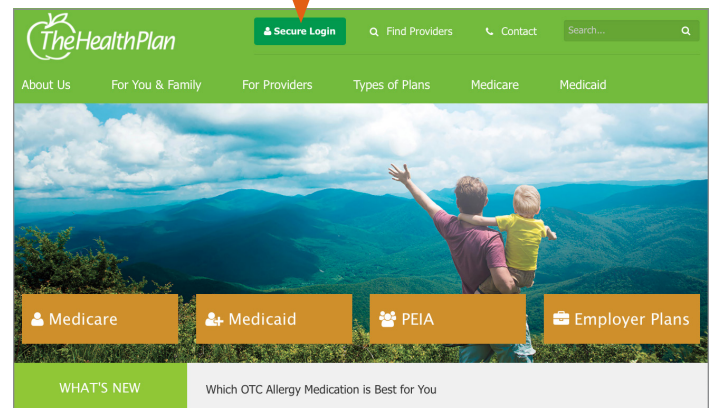 TheHealthPlan
Secure Login
Find Providers
Contact
Search...
About Us
For You & Family
For Providers
Types of Plans
Medicare
Medicaid
Medicare
Medicaid
PEIA
Employer Plans
WHAT'S NEW
Which OTC Allergy Medication is Best for You